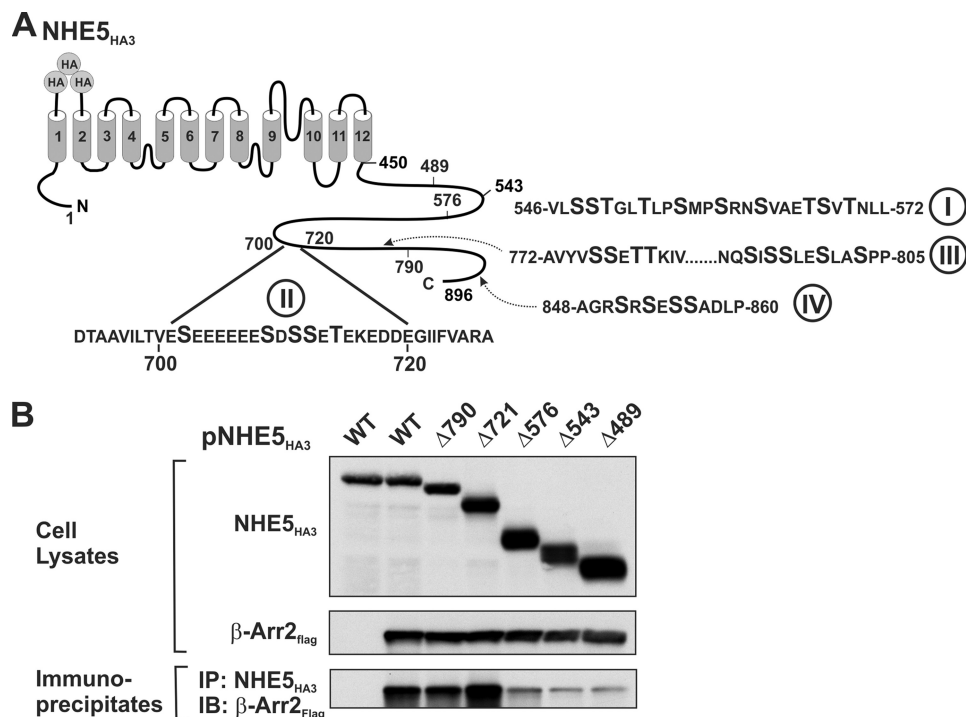 A NHE5HA3
HA
HA HA
1 2 3 4 5 6 7 8 9 10 11 12
N
1
450
489
543
576
546-VLSSTGLTLPSMPSRNSVAETSVTNLL-572 I
700
720
790
C
896
772-AVYVSSETTKIV.......NQSISSLESLASPP-805 III
848-AGRSRSESSADLP-860 IV
II
DTAAVILTVESEEEEEESDSSETEKEDDEGIIFVARA
700 720
B
pNHE5HA3
WT WT Δ790 Δ721 Δ576 Δ543 Δ489
Cell
Lysates
NHE5HA3
β-Arr2flag
Immuno-
precipitates
IP: NHE5HA3
IB: β-Arr2Flag